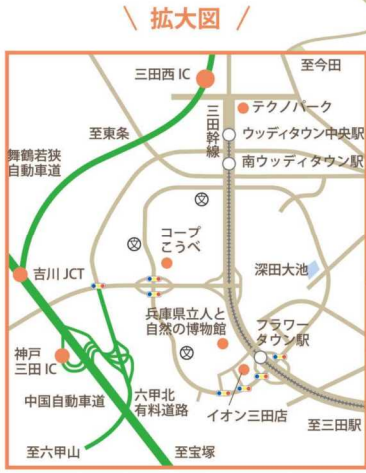 拡大図
至今田
三田西 IC
テクノパーク
三田幹線
ウッディタウン中央駅
至東条
南ウッディタウン駅
舞鶴若狭
自動車道
文
文
コープ
こうべ
吉川 JCT
深田大池
兵庫県立人と
自然の博物館
フラワー
タウン駅
文
神戸
三田 IC
中国自動車道
六甲北
有料道路
イオン三田店
至三田駅
至六甲山
至宝塚